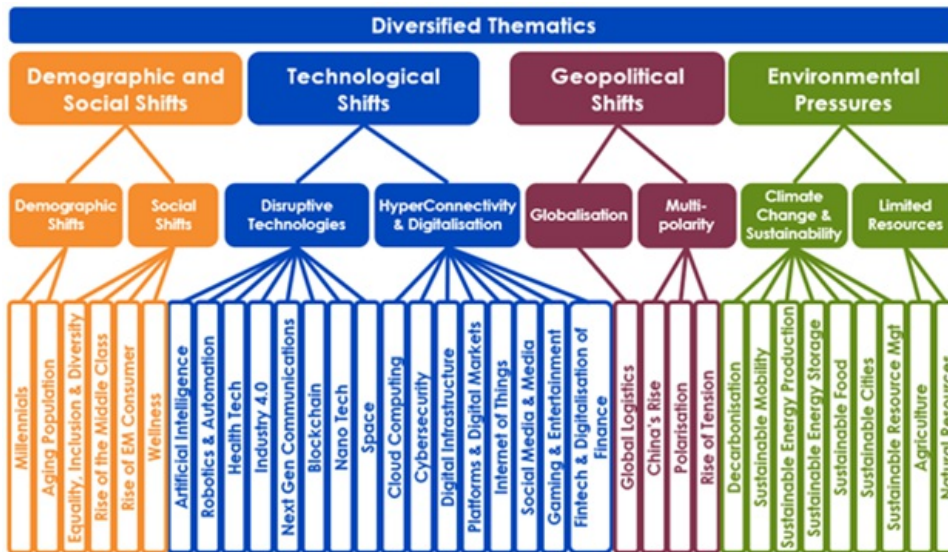 Diversified Thematics
Demographic and
Social Shifts
Technological
Shifts
Geopolitical
Shifts
Environmental
Pressures
Demographic
Shifts
Social
Shifts
Disruptive
Technologies
HyperConnectivity
& Digitalisation
Globalisation
Multi-
polarity
Climate
Change &
Sustainability
Limited
Resources
Millennials
Aging Population
Equality, Inclusion & Diversity
Rise of the Middle Class
Rise of EM Consumer
Wellness
Artificial Intelligence
Robotics & Automation
Health Tech
Industry 4.0
Next Gen Communications
Blockchain
Nano Tech
Space
Cloud Computing
Cybersecurity
Digital Infrastructure
Platforms & Digital Markets
Internet of Things
Social Media & Media
Gaming & Entertainment
Fintech & Digitalisation of
Finance
Global Logistics
China's Rise
Polarisation
Rise of Tension
Decarbonisation
Sustainable Mobility
Sustainable Energy Production
Sustainable Energy Storage
Sustainable Food
Sustainable Cities
Sustainable Resource Mgt
Agriculture
Natural